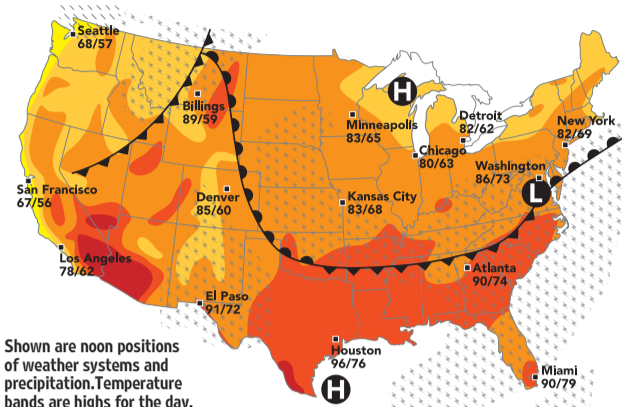 Seattle
68/57
Billings
89/59
H
Minneapolis
83/65
Detroit
82/62
New York
82/69
Chicago
80/63
Washington
86/73
L
San Francisco
67/56
Denver
85/60
Kansas City
83/68
Los Angeles
78/62
El Paso
91/72
Atlanta
90/74
Houston
96/76
H
Miami
90/79
Shown are noon positions
of weather systems and
precipitation.Temperature
bands are highs for the day.